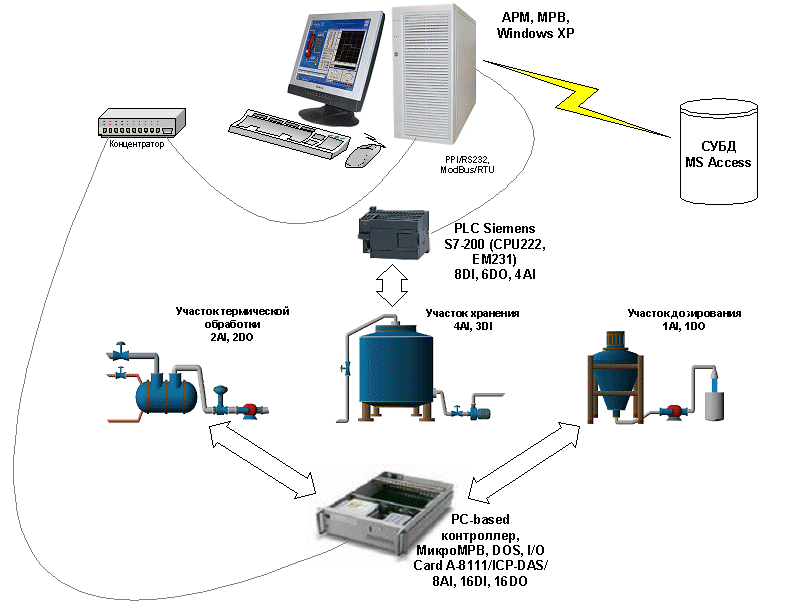 АРМ, МРВ,
Windows XP
СУБД
MS Access
Концентратор
PPI/RS232,
ModBus/RTU
PLC Siemens
S7-200 (CPU222,
EM231)
8DI, 6DO, 4AI
Участок термической
обработки
2AI, 2DO
Участок хранения
4AI, 3DI
Участок дозирования
1AI, 1DO
PC-based
контроллер,
МикроМРВ, DOS, I/O
Card A-8111/ICP-DAS/
8AI, 16DI, 16DO